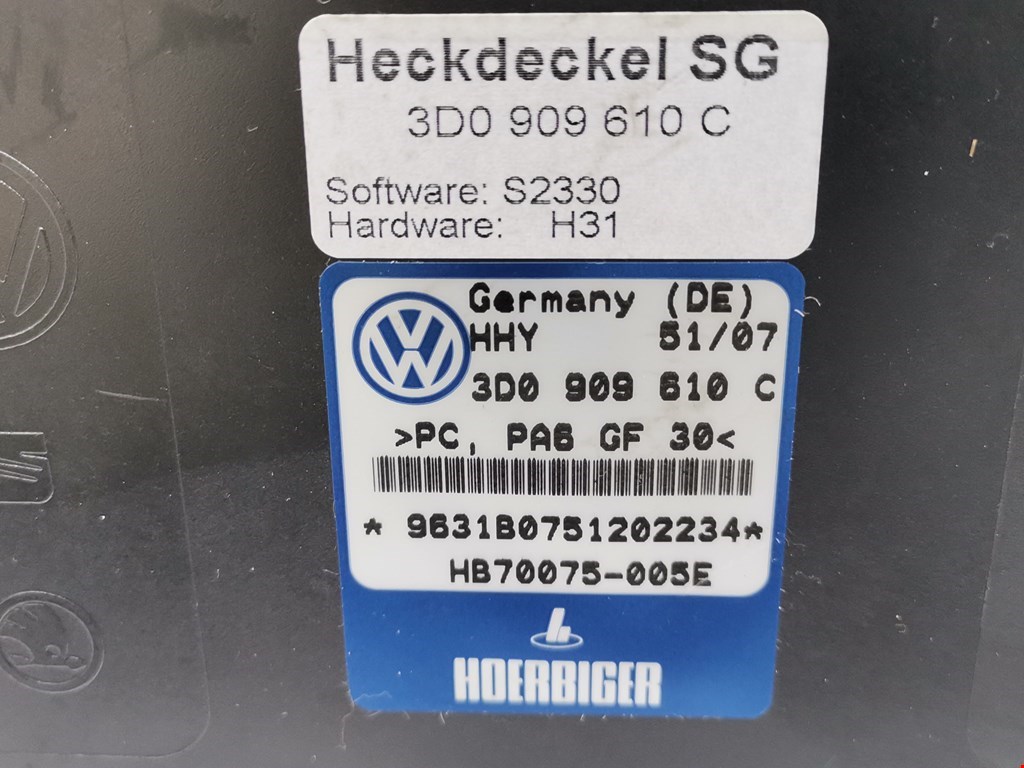 Heckdeckel SG
3D0 909 610 C
Software: S2330
Hardware: H31
Germany (DE)
HHY 51/07
3D0 909 610 C
>PC, PA6 GF 30<
* 9631B0751202234*
HB70075-005E
HOERBIGER